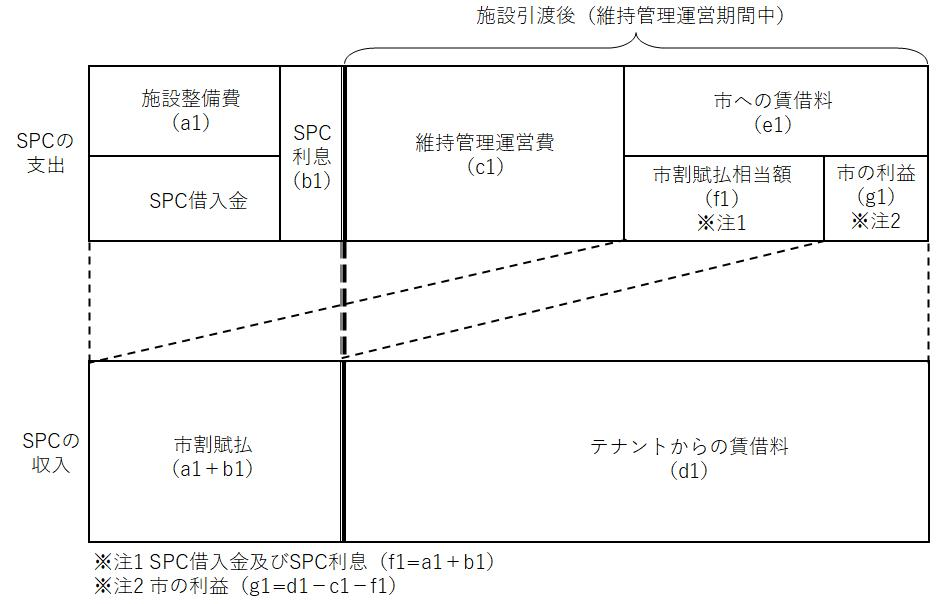 施設引渡後（維持管理運営期間中）
SPCの
支出
施設整備費
（a1）
SPC借入金
SPC
利息
（b1）
維持管理運営費
（c1）
市への賃借料
（e1）
市割賦払相当額
（f1）
※注1
市の利益
（g1）
※注2
SPCの
収入
市割賦払
（a1＋b1）
テナントからの賃借料
（d1）
※注1 SPC借入金及びSPC利息（f1=a1＋b1）
※注2 市の利益（g1=d1－c1－f1）